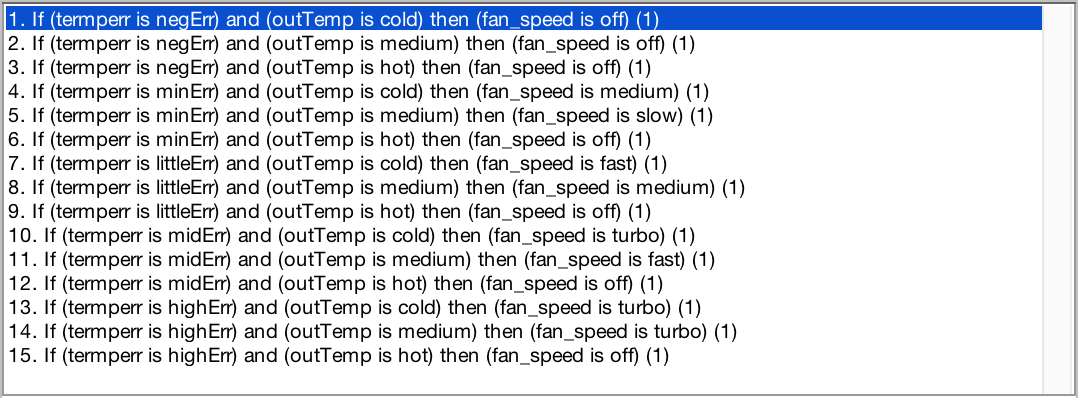 1. If (termperr is negErr) and (outTemp is cold) then (fan_speed is off) (1)
2. If (termperr is negErr) and (outTemp is medium) then (fan_speed is off) (1)
3. If (termperr is negErr) and (outTemp is hot) then (fan_speed is off) (1)
4. If (termperr is minErr) and (outTemp is cold) then (fan_speed is medium) (1)
5. If (termperr is minErr) and (outTemp is medium) then (fan_speed is slow) (1)
6. If (termperr is minErr) and (outTemp is hot) then (fan_speed is off) (1)
7. If (termperr is littleErr) and (outTemp is cold) then (fan_speed is fast) (1)
8. If (termperr is littleErr) and (outTemp is medium) then (fan_speed is medium) (1)
9. If (termperr is littleErr) and (outTemp is hot) then (fan_speed is off) (1)
10. If (termperr is midErr) and (outTemp is cold) then (fan_speed is turbo) (1)
11. If (termperr is midErr) and (outTemp is medium) then (fan_speed is fast) (1)
12. If (termperr is midErr) and (outTemp is hot) then (fan_speed is off) (1)
13. If (termperr is highErr) and (outTemp is cold) then (fan_speed is turbo) (1)
14. If (termperr is highErr) and (outTemp is medium) then (fan_speed is turbo) (1)
15. If (termperr is highErr) and (outTemp is hot) then (fan_speed is off) (1)